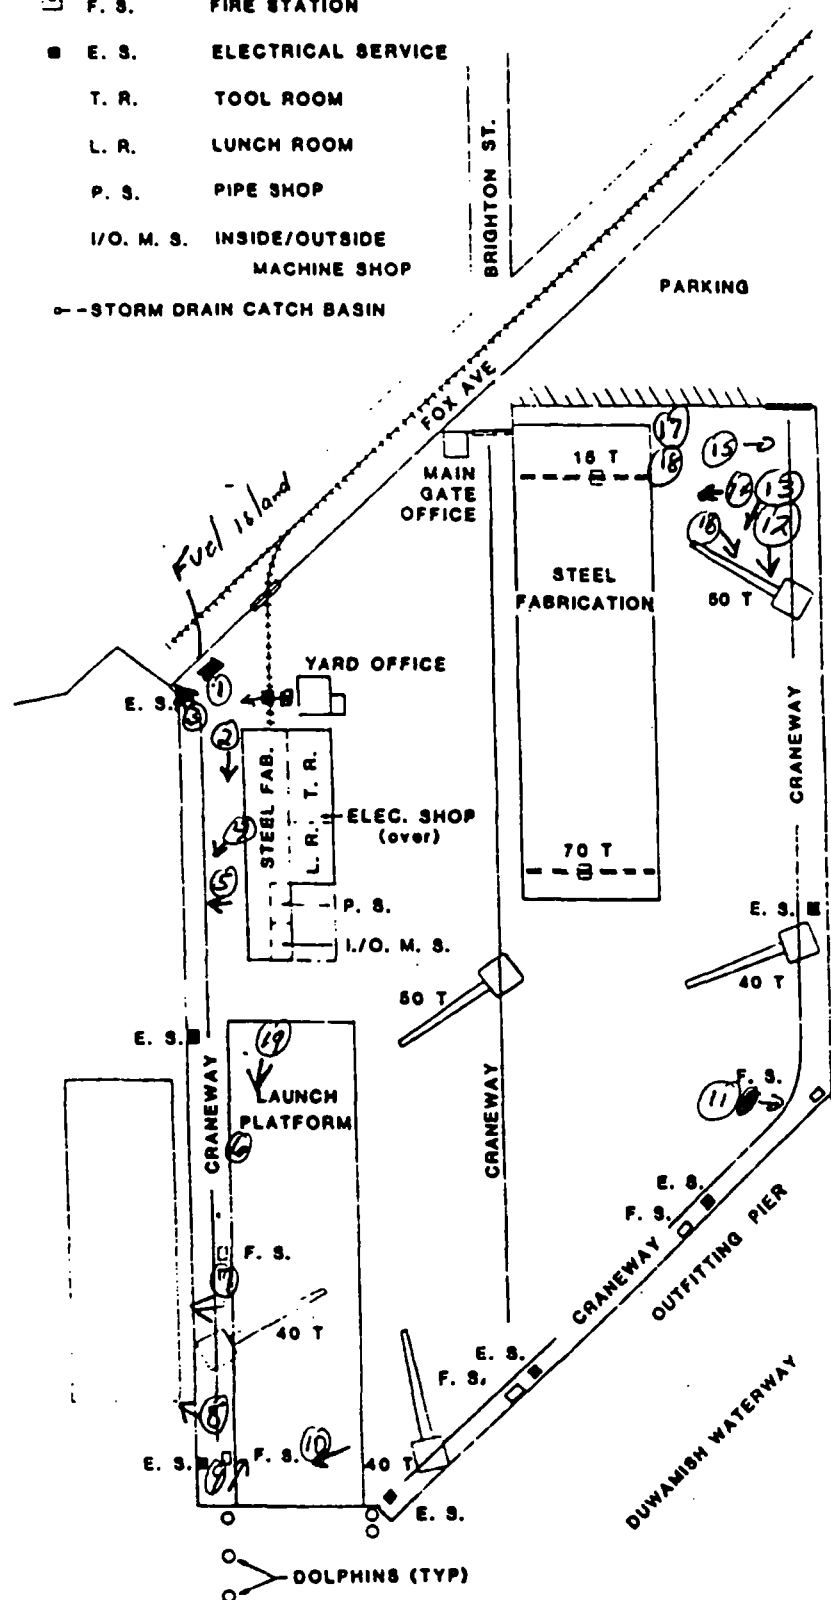 F. S. FIRE STATION
E. S. ELECTRICAL SERVICE
T. R. TOOL ROOM
L. R. LUNCH ROOM
P. S. PIPE SHOP
I/O. M. S. INSIDE/OUTSIDE
MACHINE SHOP
STORM DRAIN CATCH BASIN
BRIGHTON ST.
PARKING
FOX AVE
MAIN
GATE
OFFICE
Fuel island
17
18
15
13
12
18
15 T
STEEL
FABRICATION
50 T
YARD OFFICE
E. S.
1
3
2
4
5
STEEL FAB.
L. R.
T. R.
ELEC. SHOP
(over)
P. S.
I./O. M. S.
70 T
CRANEWAY
E. S.
40 T
50 T
E. S.
19
LAUNCH
PLATFORM
CRANEWAY
CRANEWAY
6
F. S.
11
E. S.
F. S.
F. S.
7
40 T
CRANEWAY
OUTFITTING PIER
E. S.
F. S.
8
E. S.
F. S.
9
10
40 T
E. S.
DUWAMISH WATERWAY
DOLPHINS (TYP)